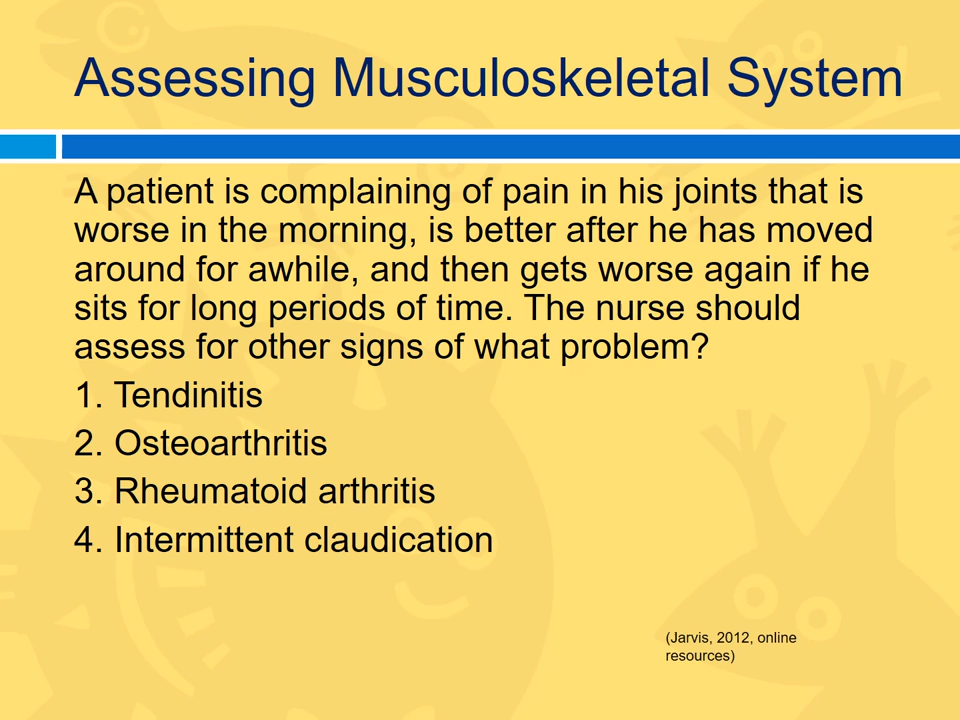 Assessing Musculoskeletal System
A patient is complaining of pain in his joints that is
worse in the morning, is better after he has moved
around for awhile, and then gets worse again if he
sits for long periods of time. The nurse should
assess for other signs of what problem?
1. Tendinitis
2. Osteoarthritis
3. Rheumatoid arthritis
4. Intermittent claudication
(Jarvis, 2012, online
resources)